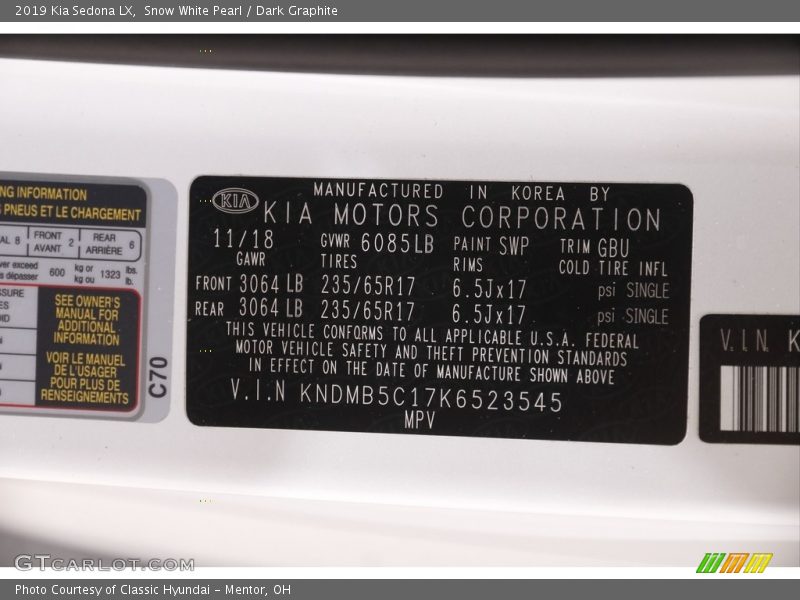 2019 Kia Sedona LX,  Snow White Pearl / Dark Graphite
NG INFORMATION
PNEUS ET LE CHARGEMENT
AL 8 FRONT AVANT 2 REAR ARRIÈRE 6
ver exceed
dépasser 600 kg or kg ou 1323 lbs. lb.
SEE OWNER'S
MANUAL FOR
ADDITIONAL
INFORMATION
VOIR LE MANUEL
DE L'USAGER
POUR PLUS DE
RENSEIGNEMENTS
C70
KIA
MANUFACTURED IN KOREA BY
KIA MOTORS CORPORATION
11/18 GVWR 6085LB PAINT SWP TRIM GBU
GAWR TIRES RIMS COLD TIRE INFL
FRONT 3064 LB 235/65R17 6.5Jx17 psi SINGLE
REAR 3064 LB 235/65R17 6.5Jx17 psi SINGLE
THIS VEHICLE CONFORMS TO ALL APPLICABLE U.S.A. FEDERAL
MOTOR VEHICLE SAFETY AND THEFT PREVENTION STANDARDS
IN EFFECT ON THE DATE OF MANUFACTURE SHOWN ABOVE
V.I.N KNDMB5C17K6523545
MPV
V.I.N. K
GTCARLOT.COM
Photo Courtesy of Classic Hyundai - Mentor, OH